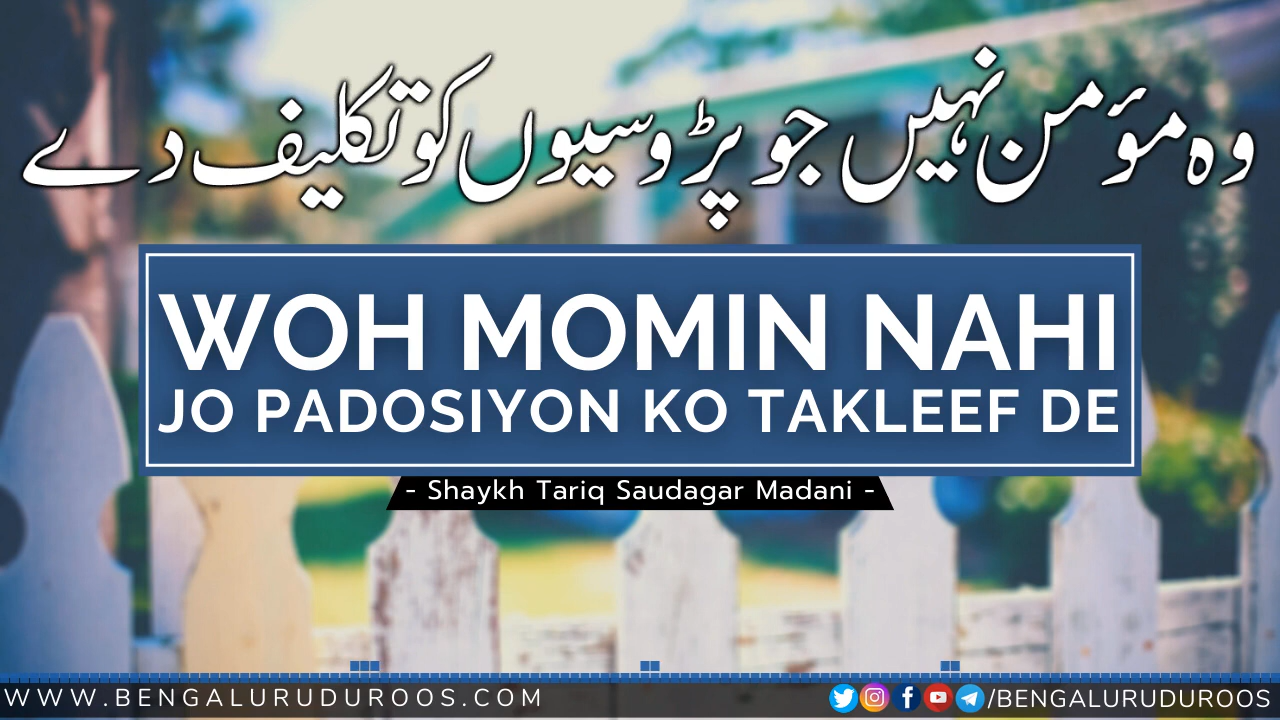 وہ مؤمن نہیں جو پڑوسیوں کو تکلیف دے
WOH MOMIN NAHI
JO PADOSIYON KO TAKLEEF DE
- Shaykh Tariq Saudagar Madani -
WWW.BENGALURUDUROOS.COM
/BENGALURUDUROOS